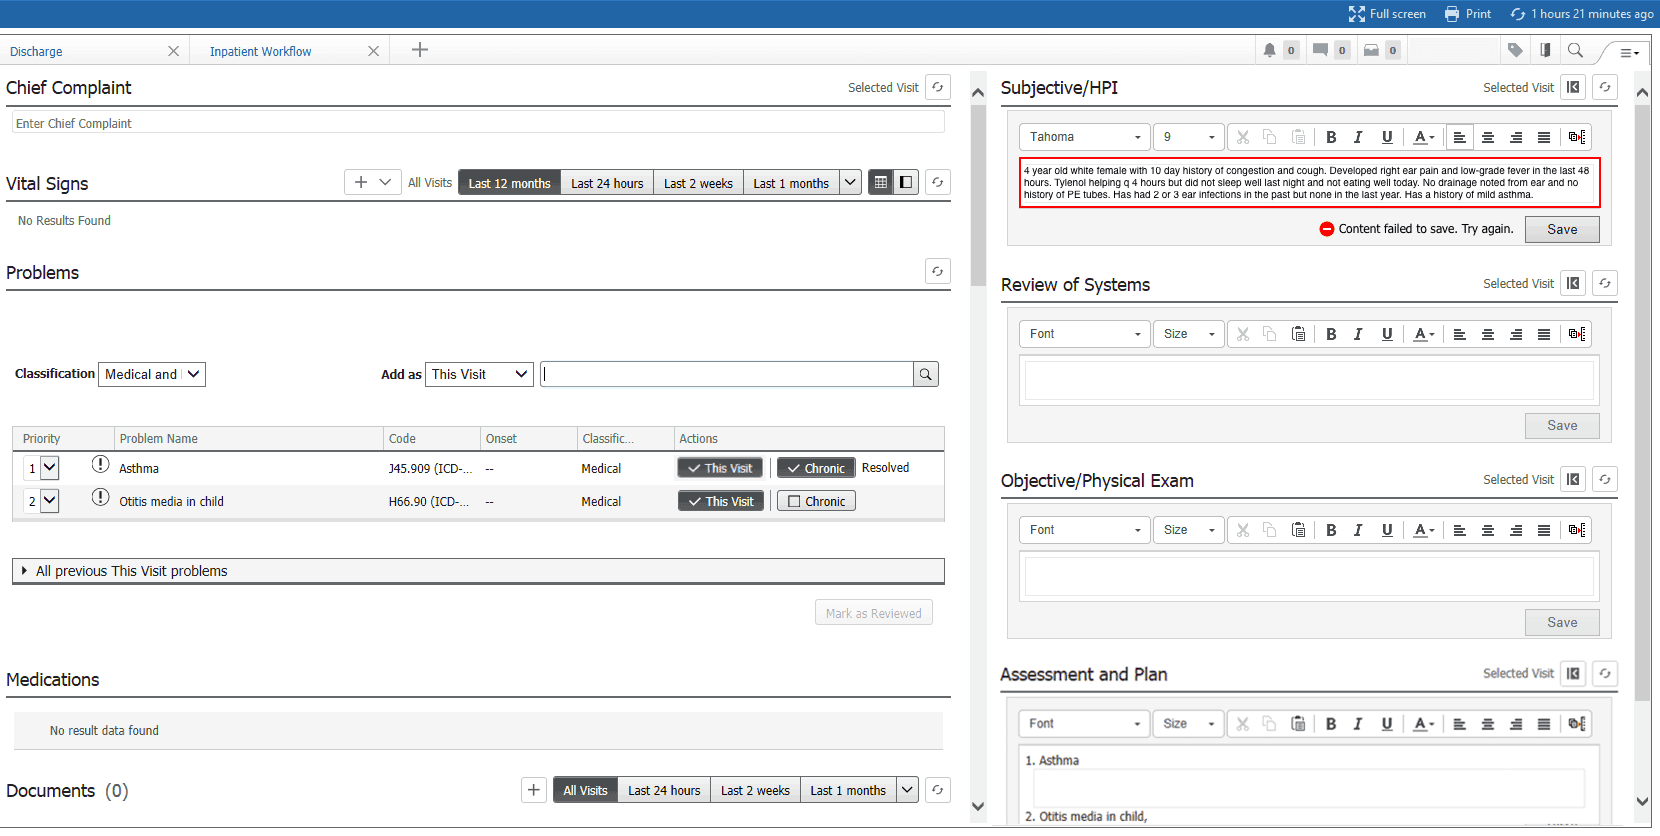 Full screen Print 1 hours 21 minutes ago
Discharge Inpatient Workflow 0 0 0
Chief Complaint Selected Visit
Enter Chief Complaint
Vital Signs All Visits Last 12 months Last 24 hours Last 2 weeks Last 1 months
No Results Found
Problems
Classification Medical and Add as This Visit
Priority Problem Name Code Onset Classific... Actions
1 Asthma J45.909 (ICD-... -- Medical This Visit Chronic Resolved
2 Otitis media in child H66.90 (ICD-... -- Medical This Visit Chronic
All previous This Visit problems
Mark as Reviewed
Medications
No result data found
Documents (0) All Visits Last 24 hours Last 2 weeks Last 1 months
Subjective/HPI Selected Visit
Tahoma 9 B I U A
4 year old white female with 10 day history of congestion and cough. Developed right ear pain and low-grade fever in the last 48
hours. Tylenol helping q 4 hours but did not sleep well last night and not eating well today. No drainage noted from ear and no
history of PE tubes. Has had 2 or 3 ear infections in the past but none in the last year. Has a history of mild asthma.
Content failed to save. Try again. Save
Review of Systems Selected Visit
Font Size B I U A
Save
Objective/Physical Exam Selected Visit
Font Size B I U A
Save
Assessment and Plan Selected Visit
Font Size B I U A
1. Asthma
2. Otitis media in child,